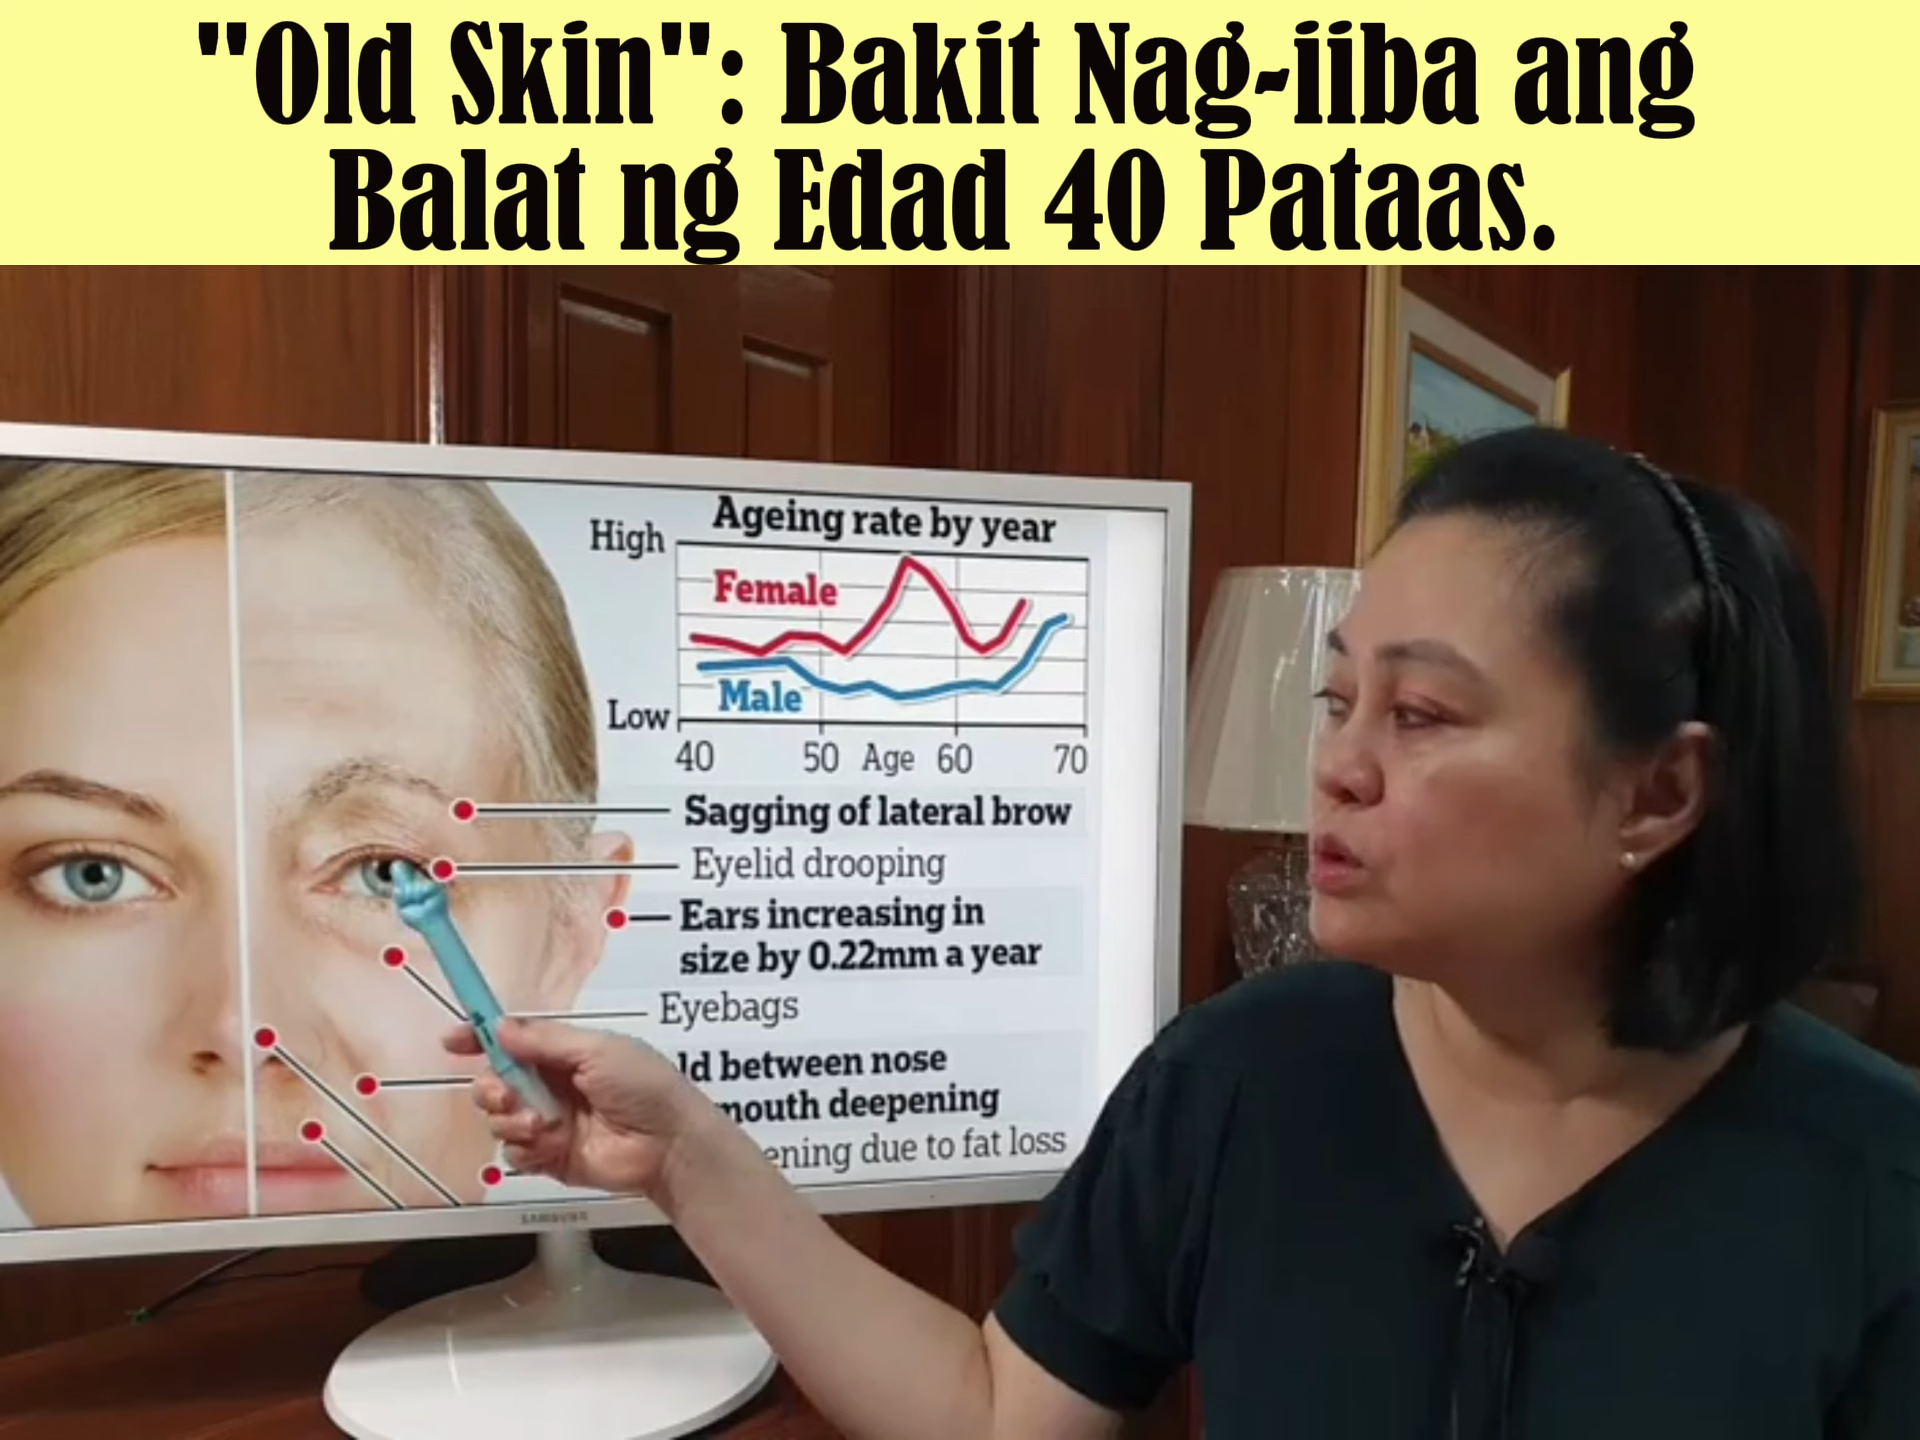 "Old Skin": Bakit Nag-iiba ang
Balat ng Edad 40 Pataas.
Ageing rate by year
High
Female
Male
Low
40 50 Age 60 70
Sagging of lateral brow
Eyelid drooping
Ears increasing in
size by 0.22mm a year
Eyebags
between nose
mouth deepening
due to fat loss
SAMSUNG